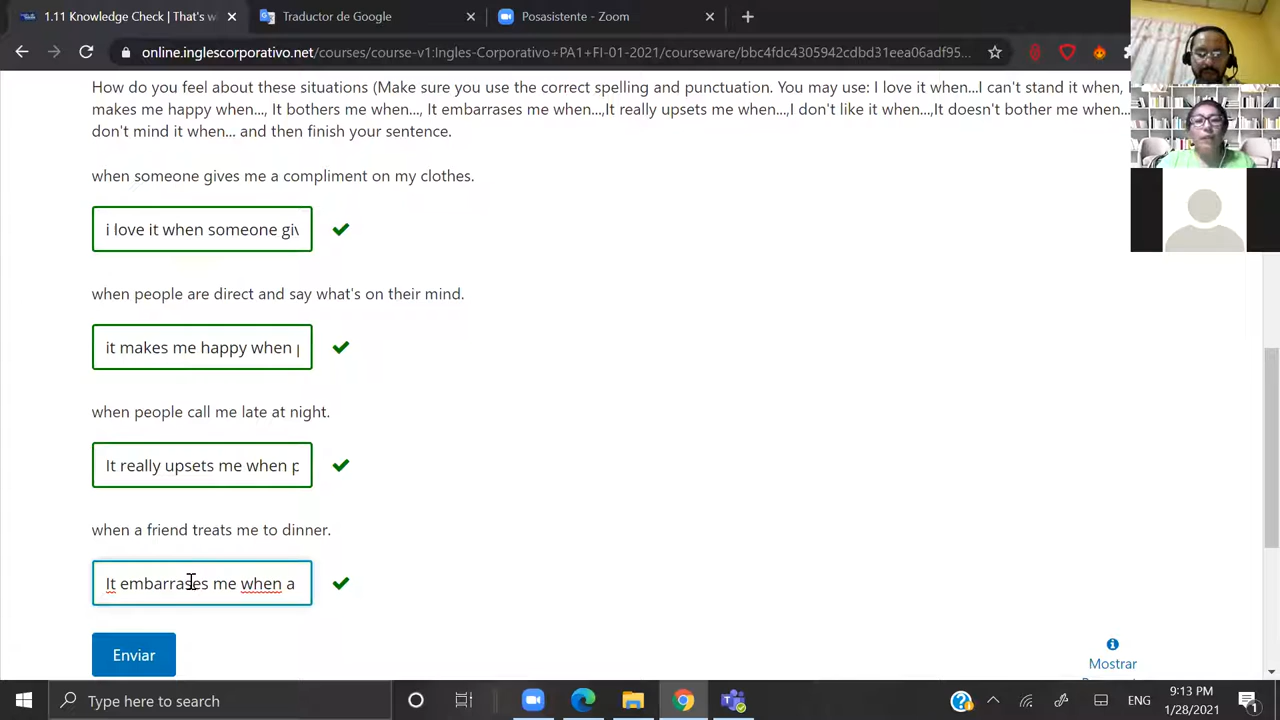 1.11 Knowledge Check | That's w
Traductor de Google
Posasistente - Zoom
online.inglescorporativo.net/courses/course-v1:Ingles-Corporativo+PA1+FI-01-2021/courseware/bbc4fdc4305942cdbd31eea06adf95...
How do you feel about these situations (Make sure you use the correct spelling and punctuation. You may use: I love it when...I can't stand it when,
makes me happy when..., It bothers me when..., It embarrasses me when...,It really upsets me when...,I don't like it when...,It doesn't bother me when...
don't mind it when... and then finish your sentence.
when someone gives me a compliment on my clothes.
i love it when someone giv
when people are direct and say what's on their mind.
it makes me happy when p
when people call me late at night.
It really upsets me when p
when a friend treats me to dinner.
It embarrases me when a
Enviar
Mostrar
Type here to search
ENG
9:13 PM
1/28/2021